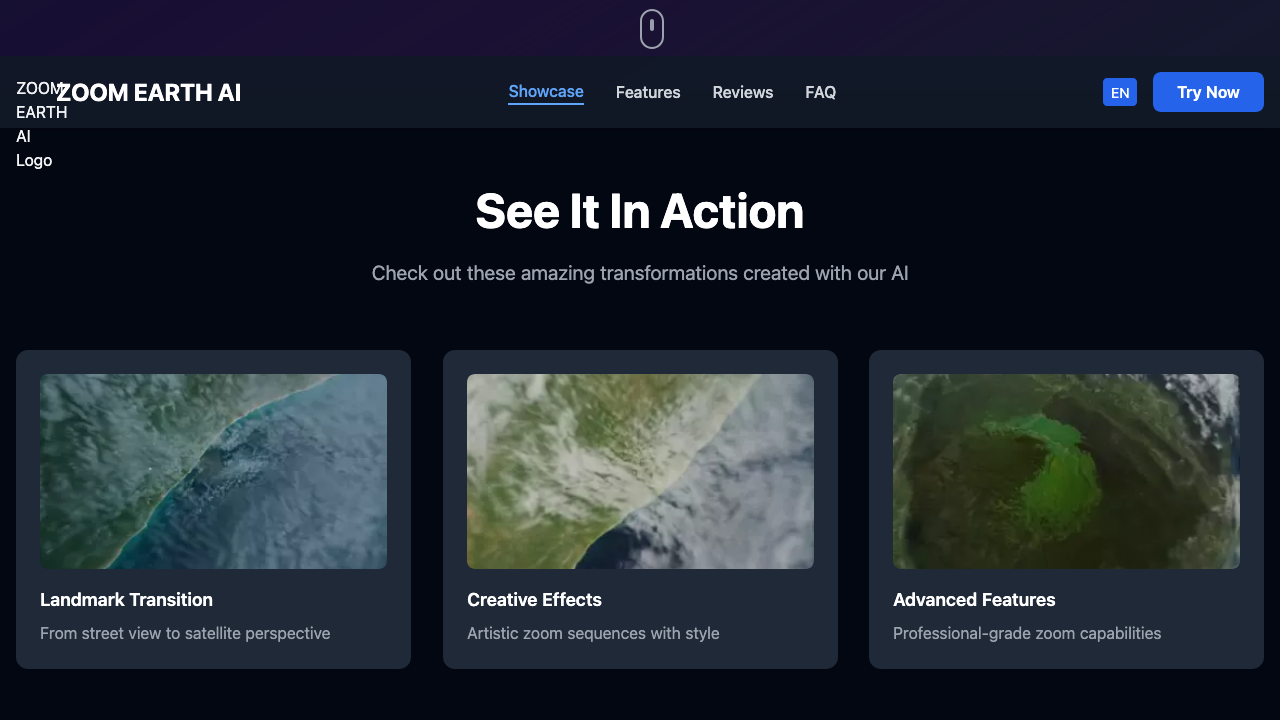 ZOOM
EARTH
AI
Logo
ZOOM EARTH AI
Showcase
Features
Reviews
FAQ
EN
Try Now
See It In Action
Check out these amazing transformations created with our AI
Landmark Transition
From street view to satellite perspective
Creative Effects
Artistic zoom sequences with style
Advanced Features
Professional-grade zoom capabilities